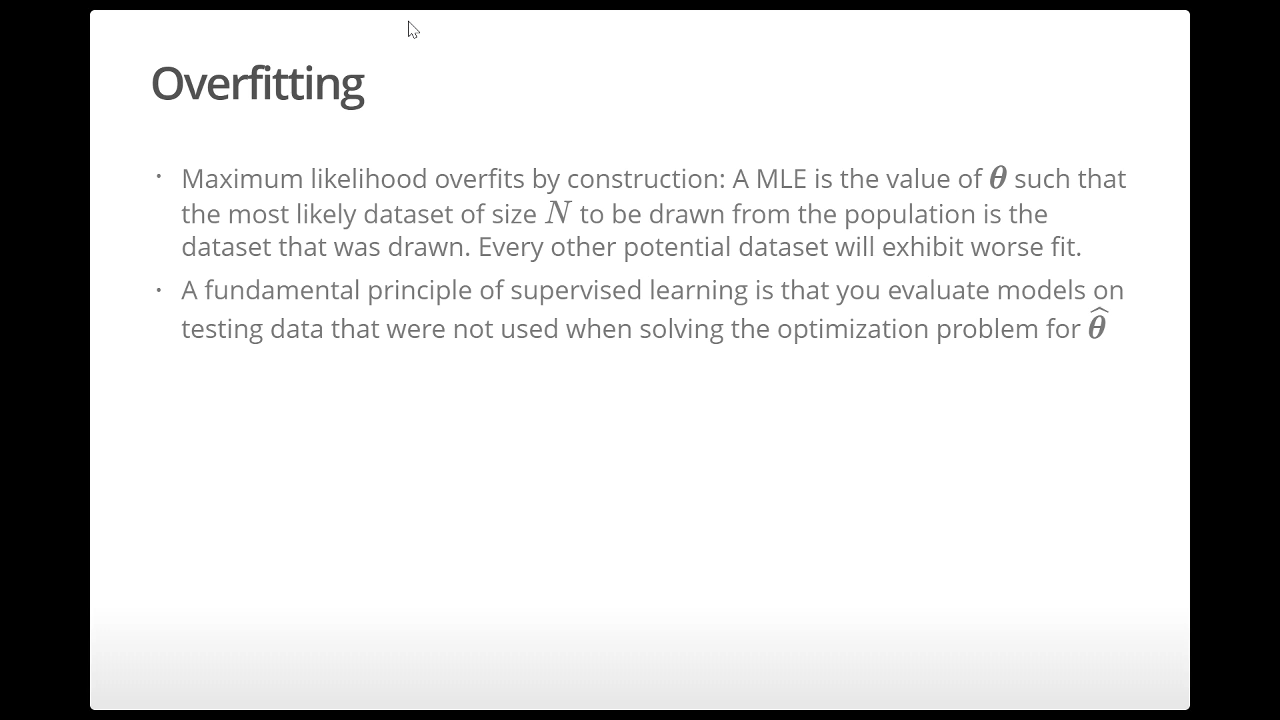 Overfitting
• Maximum likelihood overfits by construction: A MLE is the value of θ such that
the most likely dataset of size N to be drawn from the population is the
dataset that was drawn. Every other potential dataset will exhibit worse fit.
• A fundamental principle of supervised learning is that you evaluate models on
testing data that were not used when solving the optimization problem for θ̂